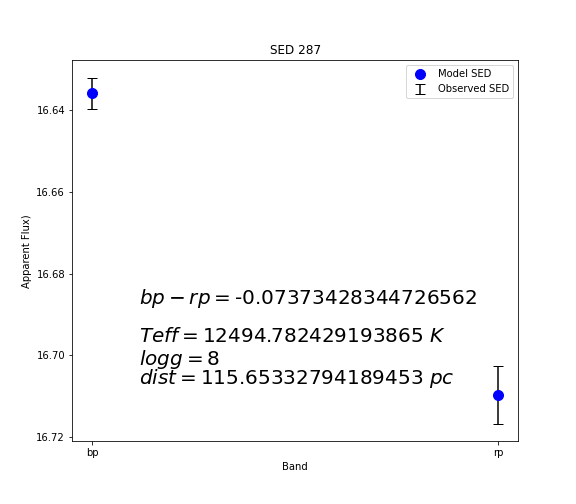 SED 287
Model SED
Observed SED
16.64
16.66
16.68
16.70
16.72
Apparent Flux)
bp − rp = -0.07373428344726562
Teff = 12494.782429193865 K
logg = 8
dist = 115.65332794189453 pc
bp
rp
Band